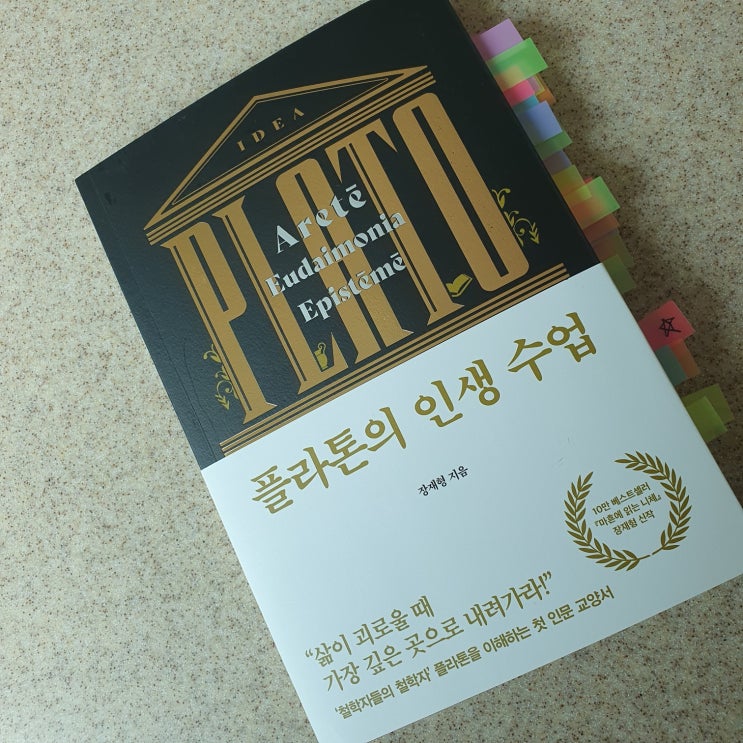 IDEA
PLATO
Aretē
Eudaimonia
Epistēmē
플라톤의 인생 수업
장재형 지음
10만 베스트셀러
『마흔에 읽는 니체』
장재형 신작
“삶이 괴로울 때
가장 깊은 곳으로 내려가라!”
‘철학자들의 철학자’ 플라톤을 이해하는 첫 인문 교양서